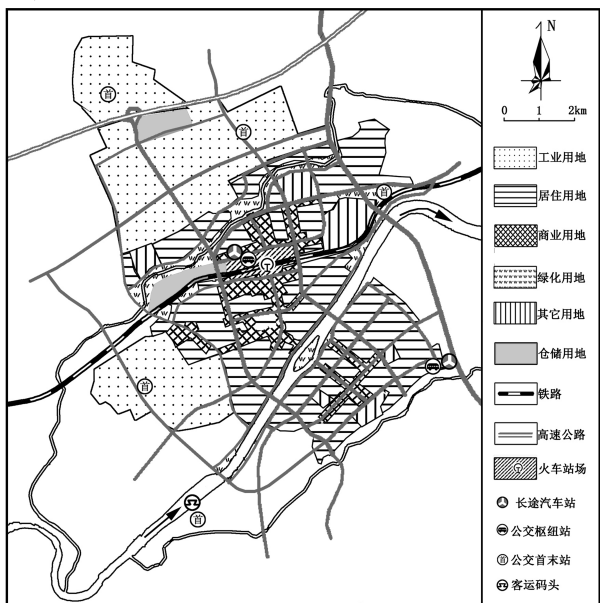 N
0 1 2km
工业用地
居住用地
商业用地
绿化用地
其它用地
仓储用地
铁路
高速公路
火车站场
长途汽车站
公交枢纽站
首 公交首末站
客运码头
首
首
首
首
首